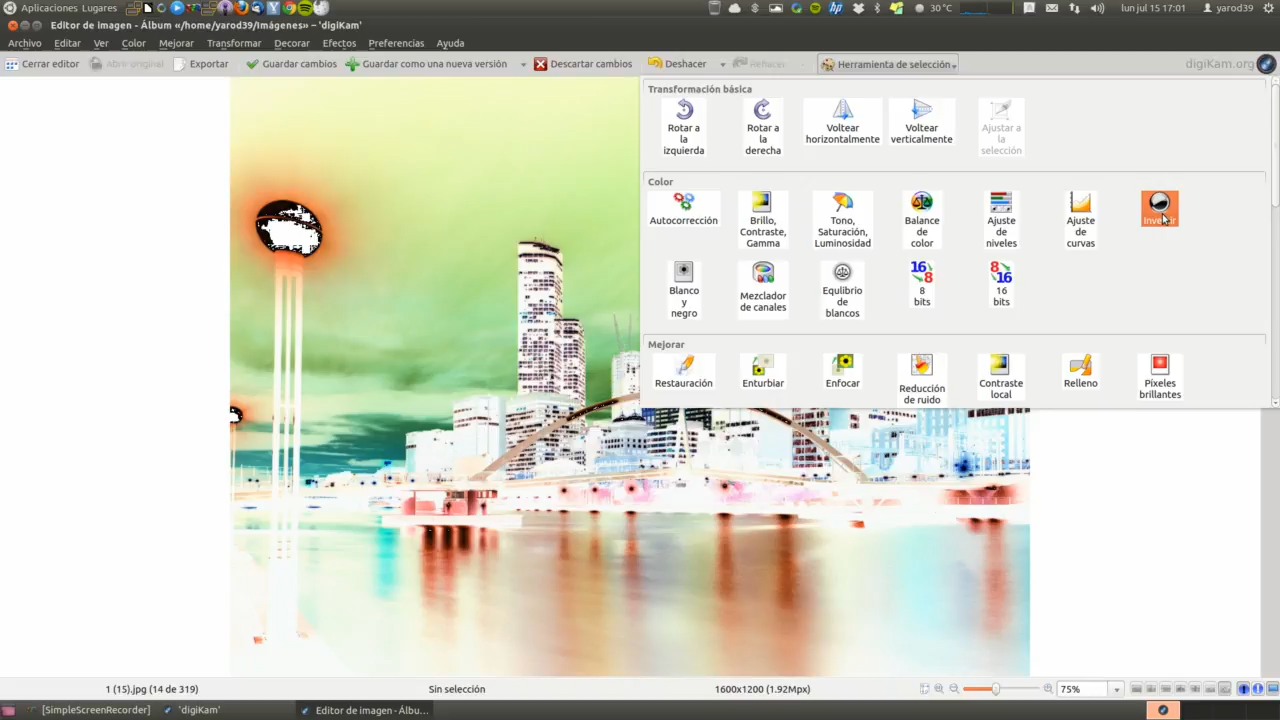 Aplicaciones Lugares
30°C
lun jul 15 17:01
yarod39
Editor de imagen - Álbum «/home/yarod39/Imágenes» – 'digiKam'
Archivo Editar Ver Color Mejorar Transformar Decorar Efectos Preferencias Ayuda
Cerrar editor Abrir original Exportar Guardar cambios Guardar como una nueva versión Descartar cambios Deshacer Rehacer Herramienta de selección digiKam.org
Transformación básica
Rotar a la izquierda
Rotar a la derecha
Voltear horizontalmente
Voltear verticalmente
Ajustar a la selección
Color
Autocorrección
Brillo, Contraste, Gamma
Tono, Saturación, Luminosidad
Balance de color
Ajuste de niveles
Ajuste de curvas
Invertir
Blanco y negro
Mezclador de canales
Equlibrio de blancos
16 8
8 bits
8 16
16 bits
Mejorar
Restauración
Enturbiar
Enfocar
Reducción de ruido
Contraste local
Relleno
Píxeles brillantes
1 (15).jpg (14 de 319)
Sin selección
1600x1200 (1.92Mpx)
75%
[SimpleScreenRecorder]
'digiKam'
Editor de imagen - Álbu...